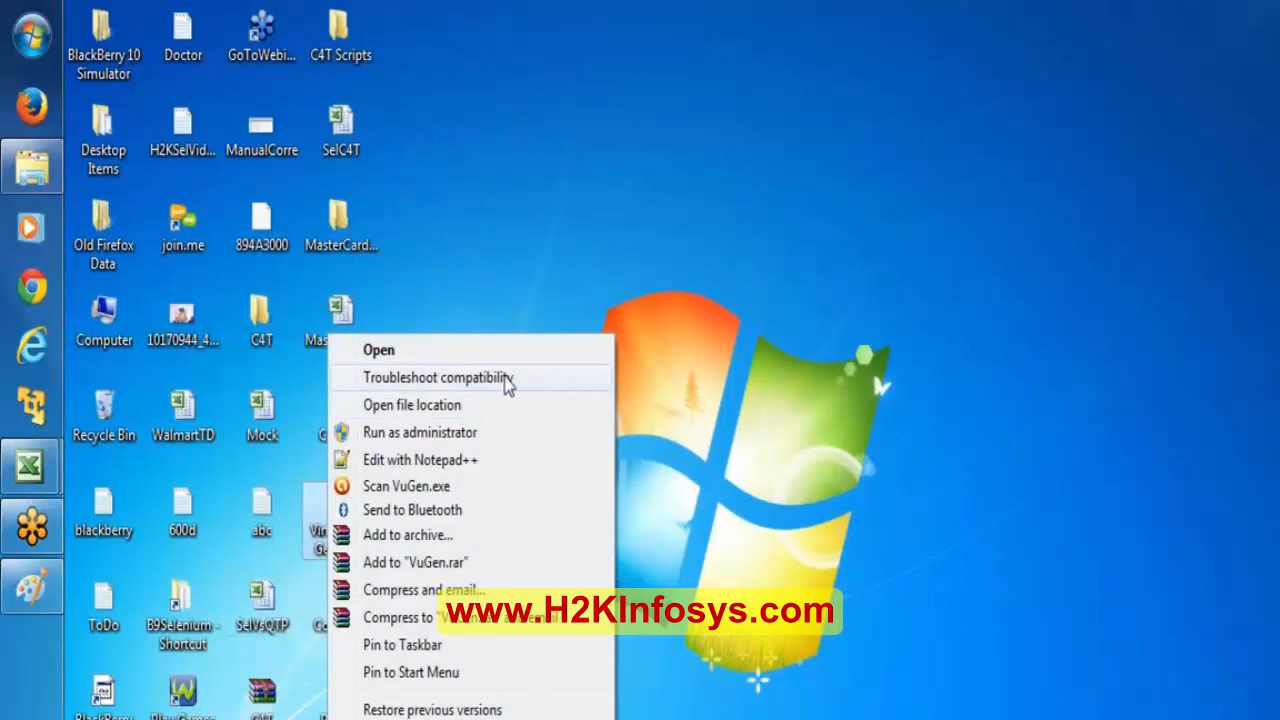 BlackBerry 10
Simulator
Doctor
GoToWebi...
C4T Scripts
Desktop
Items
H2KSelVid...
ManualCorre
SelC4T
Old Firefox
Data
join.me
894A3000
MasterCard...
Computer
10170944_4...
C4T
Mas
Recycle Bin
WalmartTD
Mock
blackberry
600d
abc
ToDo
B9Selenium -
Shortcut
SelVsQTP
C4T
Open
Troubleshoot compatibility
Open file location
Run as administrator
Edit with Notepad++
Scan VuGen.exe
Send to Bluetooth
Add to archive...
Add to "VuGen.rar"
Compress and email...
Compress to
Pin to Taskbar
Pin to Start Menu
Restore previous versions
www.H2KInfosys.com